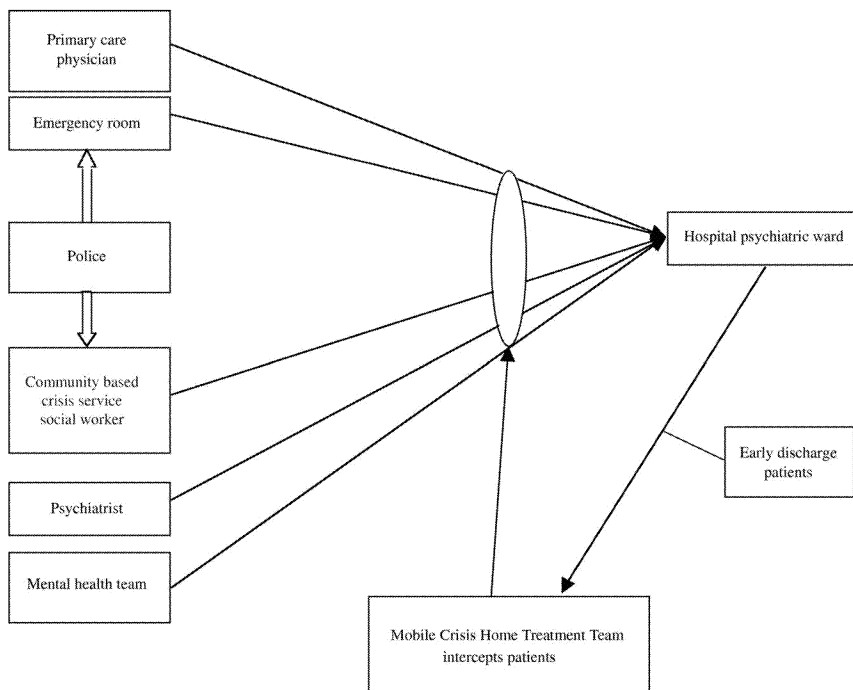 Primary care
physician
Emergency room
Police
Community based
crisis service
social worker
Psychiatrist
Mental health team
Hospital psychiatric ward
Early discharge
patients
Mobile Crisis Home Treatment Team
intercepts patients